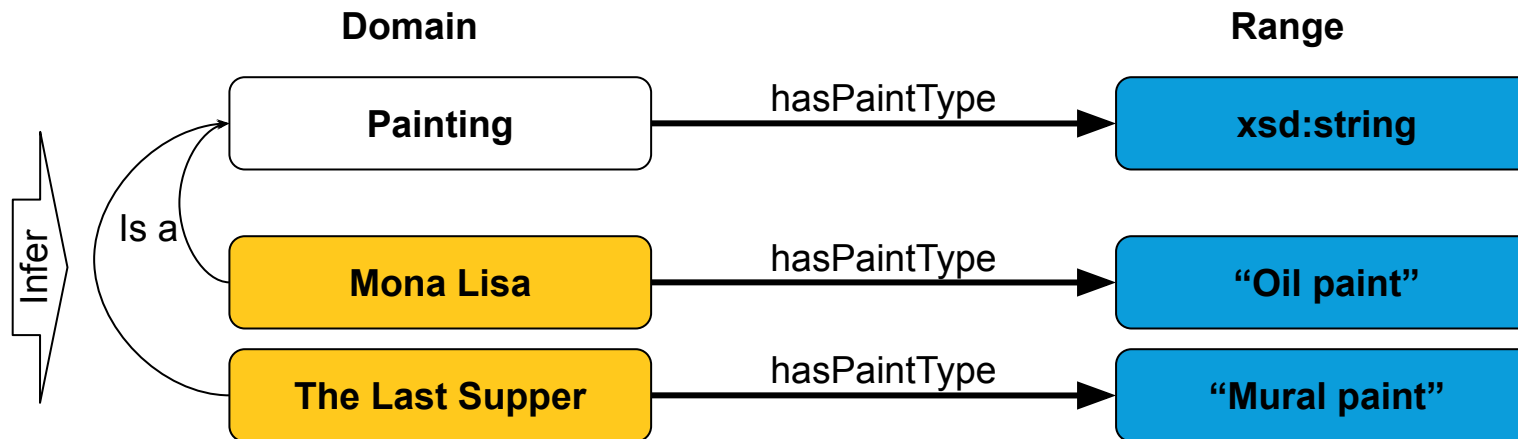 Domain
Range
Painting
hasPaintType
xsd:string
Infer
Is a
Mona Lisa
hasPaintType
“Oil paint”
The Last Supper
hasPaintType
“Mural paint”